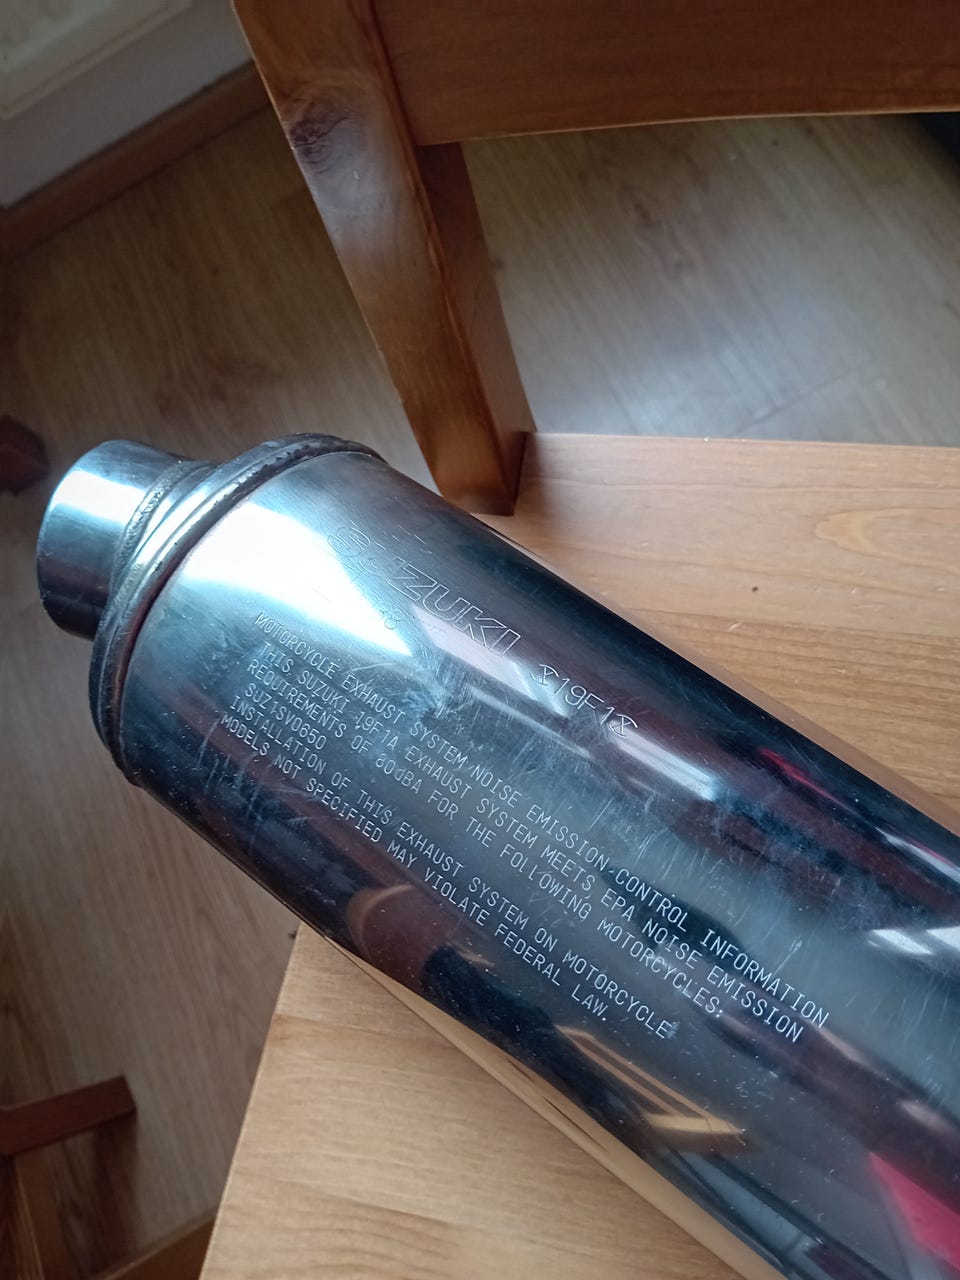 SUZUKI
38
19F1
MOTORCYCLE EXHAUST SYSTEM NOISE EMISSION CONTROL INFORMATION
THIS SUZUKI 19F1A EXHAUST SYSTEM MEETS EPA NOISE EMISSION
REQUIREMENTS OF 80dBA FOR THE FOLLOWING MOTORCYCLES:
SUZ1SV0650
INSTALLATION OF THIS EXHAUST SYSTEM ON MOTORCYCLE
MODELS NOT SPECIFIED MAY VIOLATE FEDERAL LAW.